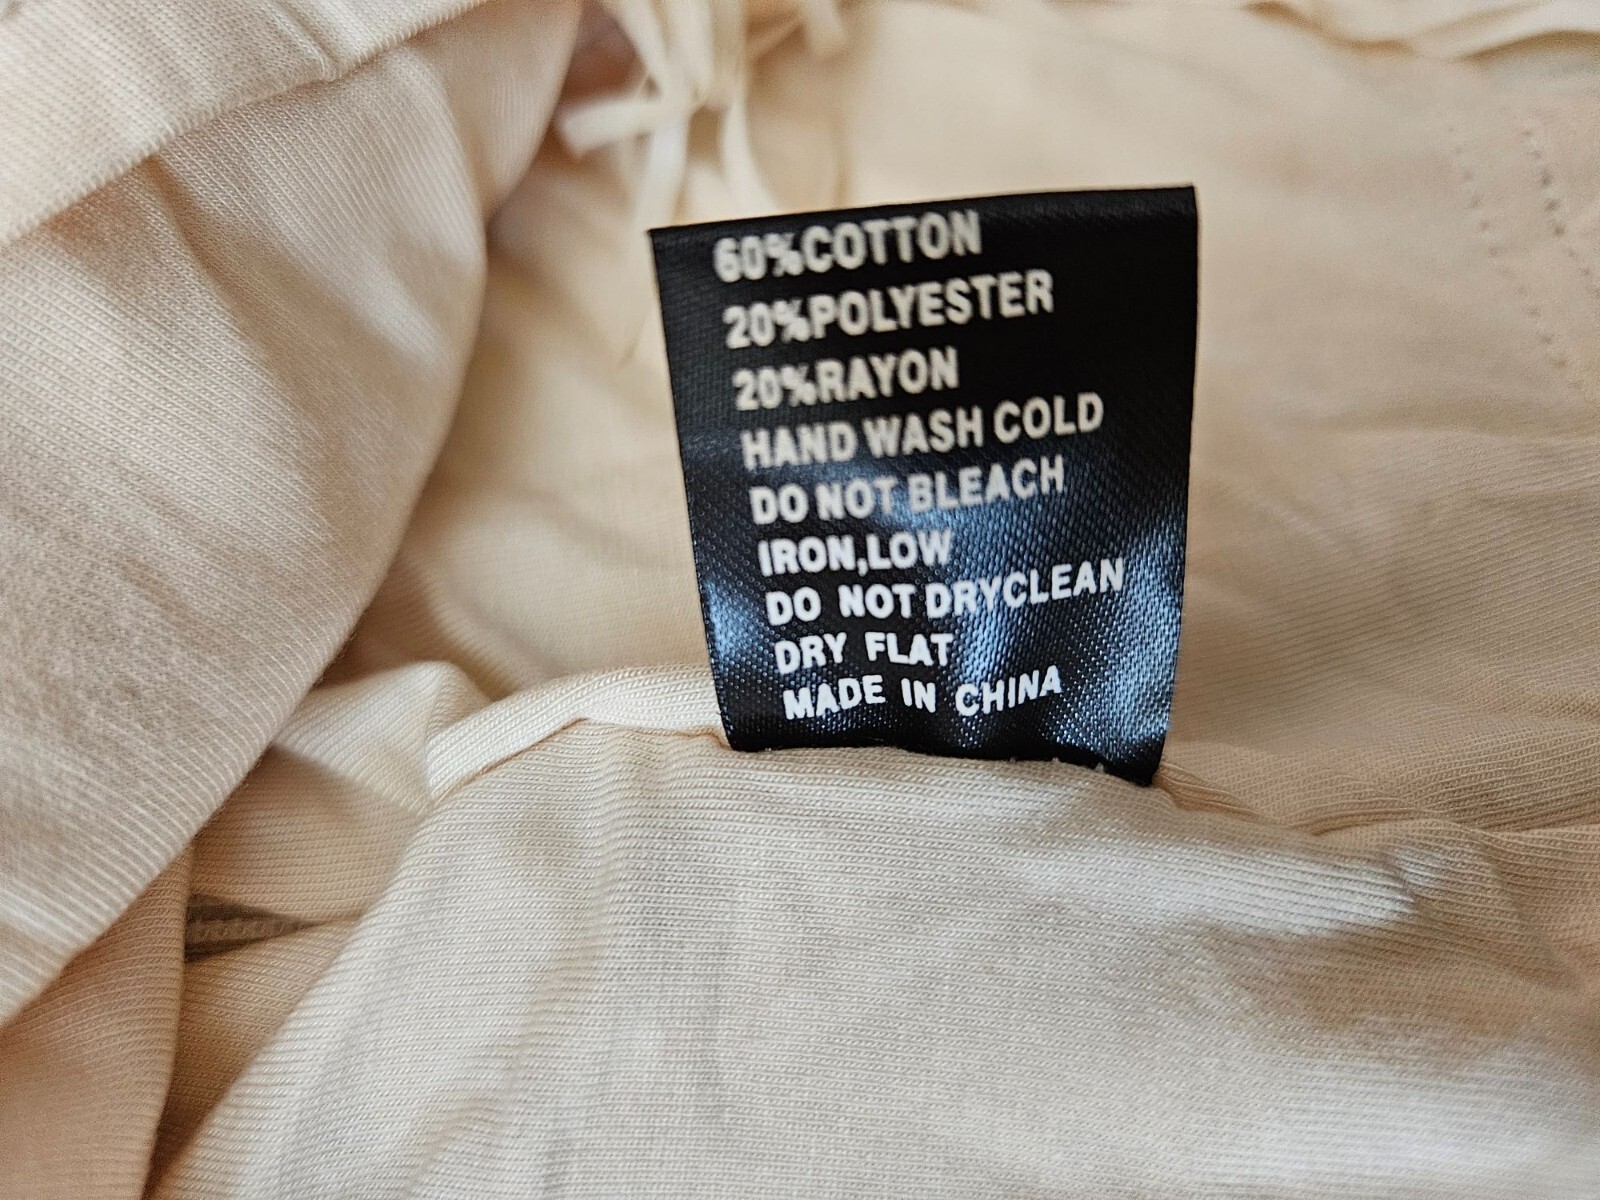 60%COTTON
20%POLYESTER
20%RAYON
HAND WASH COLD
DO NOT BLEACH
IRON,LOW
DO NOT DRYCLEAN
DRY FLAT
MADE IN CHINA